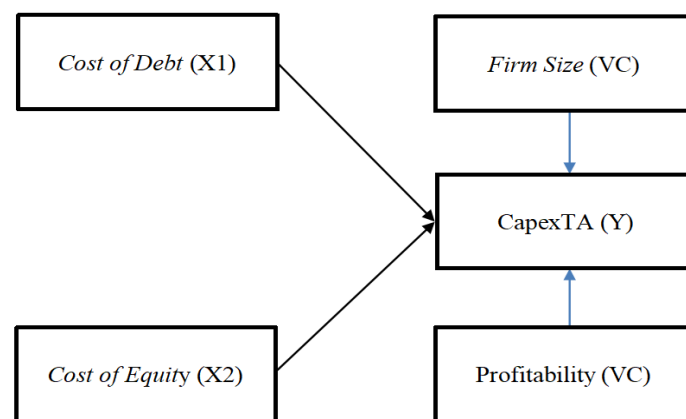 Cost of Debt (X1)
Firm Size (VC)
CapexTA (Y)
Cost of Equity (X2)
Profitability (VC)